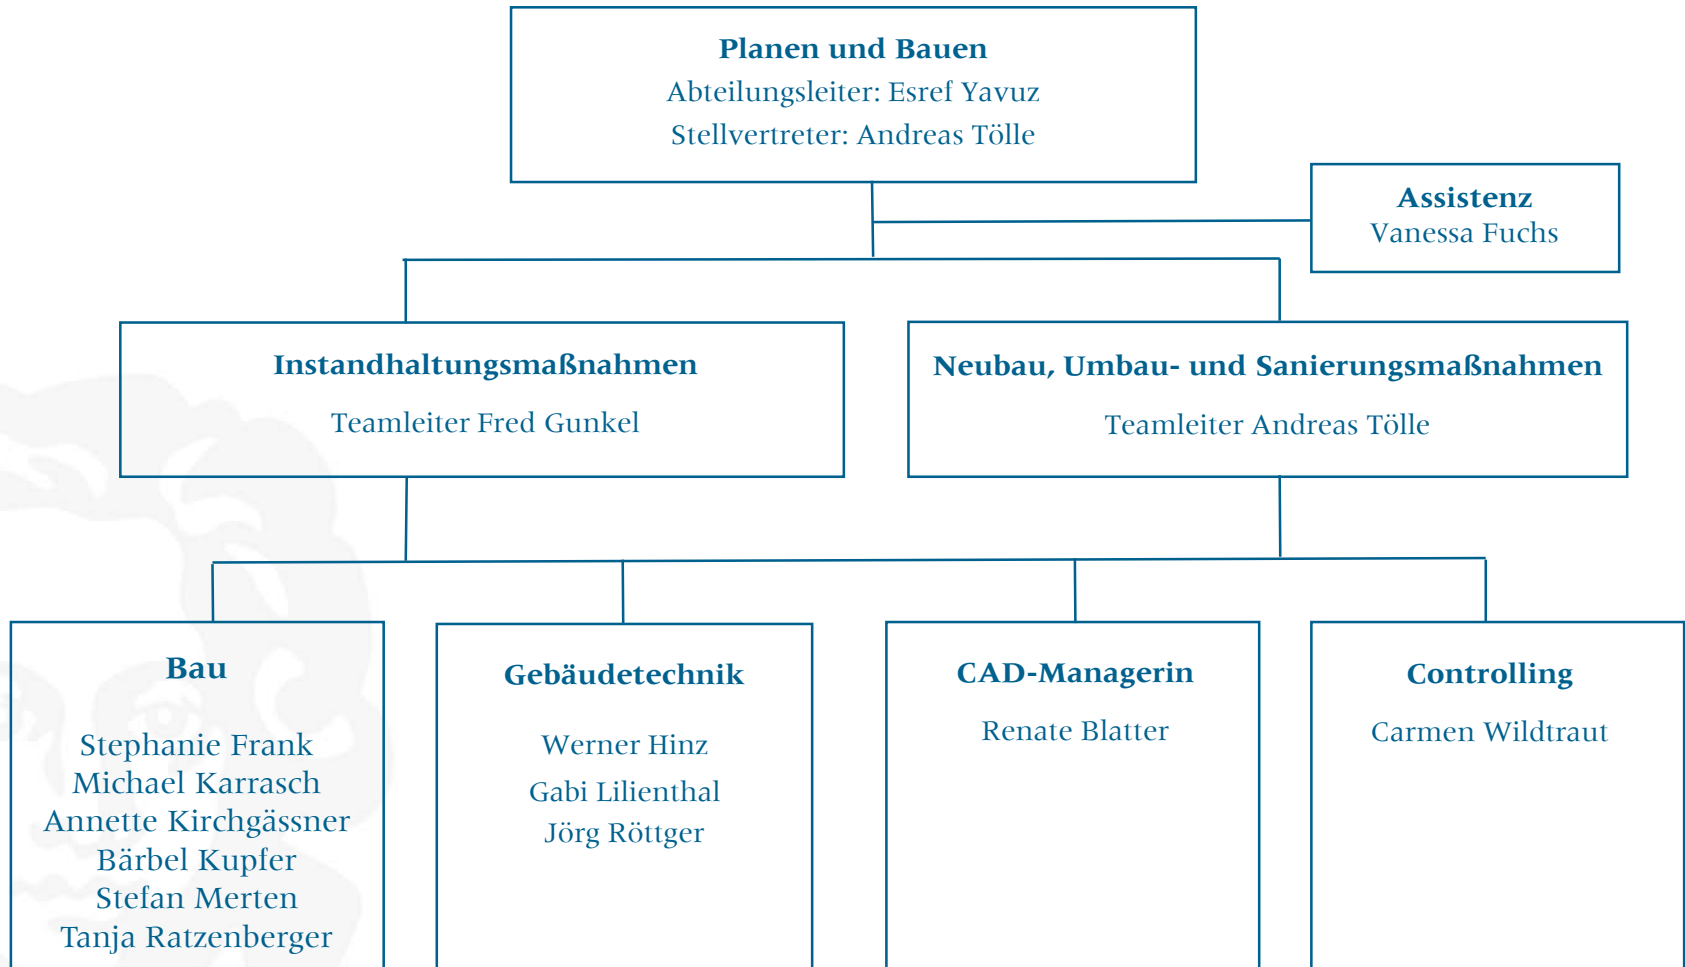 Planen und Bauen
Abteilungsleiter: Esref Yavuz
Stellvertreter: Andreas Tölle
Assistenz
Vanessa Fuchs
Instandhaltungsmaßnahmen
Teamleiter Fred Gunkel
Neubau, Umbau- und Sanierungsmaßnahmen
Teamleiter Andreas Tölle
Bau
Stephanie Frank
Michael Karrasch
Annette Kirchgässner
Bärbel Kupfer
Stefan Merten
Tanja Ratzenberger
Gebäudetechnik
Werner Hinz
Gabi Lilienthal
Jörg Röttger
CAD-Managerin
Renate Blatter
Controlling
Carmen Wildtraut